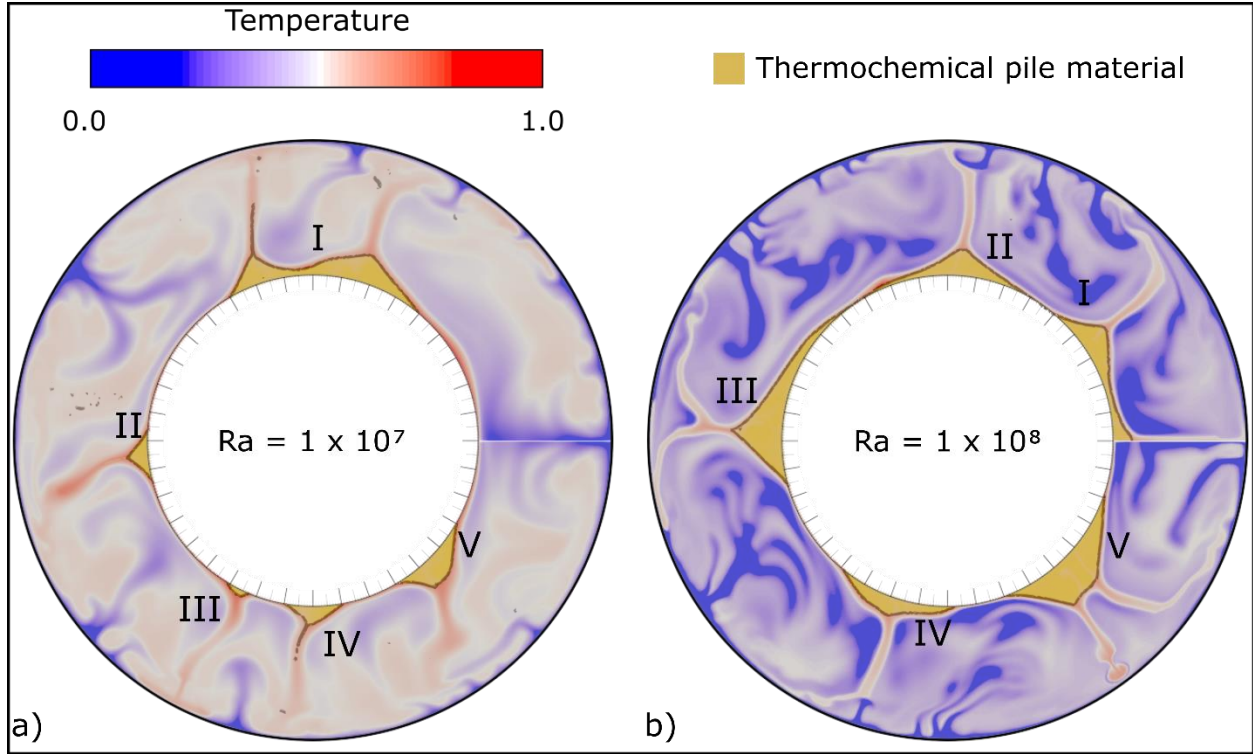 Temperature
0.0 1.0
Thermochemical pile material
I
II
III
IV
V
Ra = 1 x 10⁷
a)
I
II
III
IV
V
Ra = 1 x 10⁸
b)